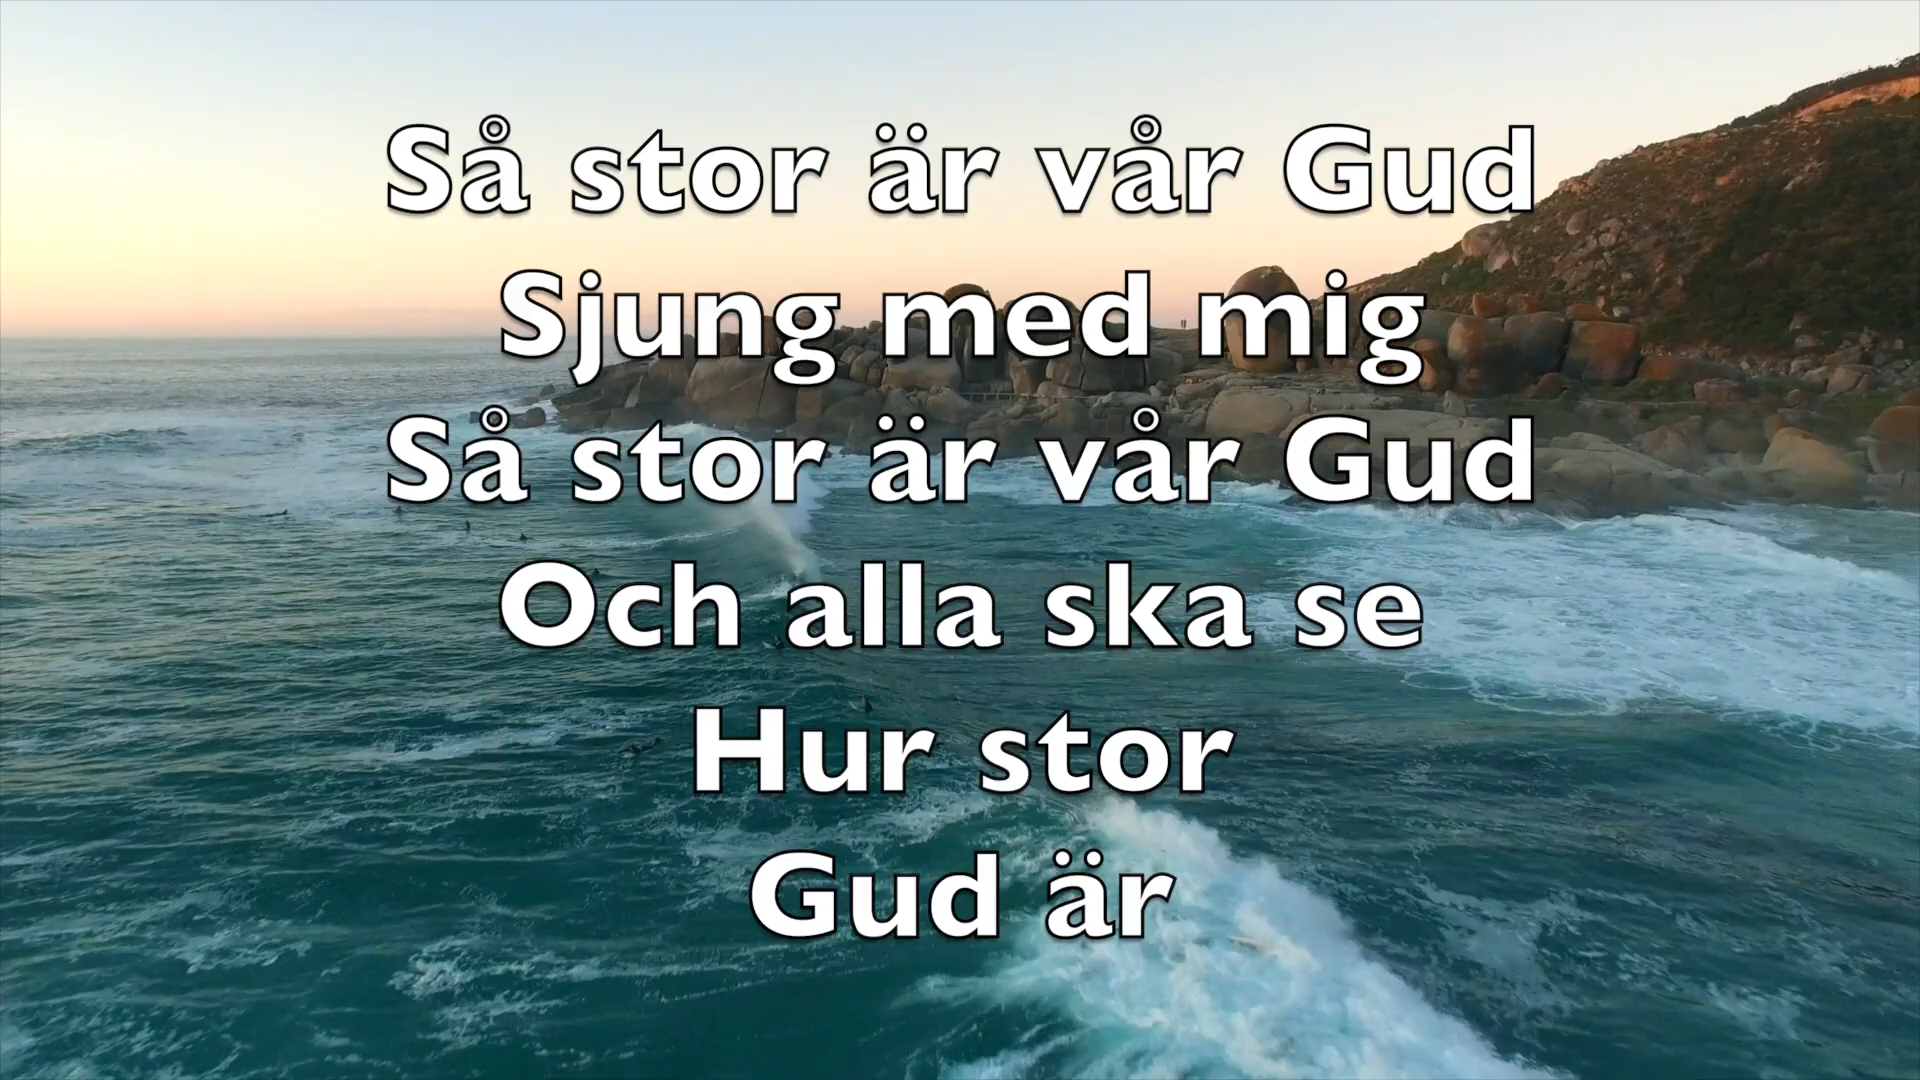 Så stor är vår Gud
Sjung med mig
Så stor är vår Gud
Och alla ska se
Hur stor
Gud är